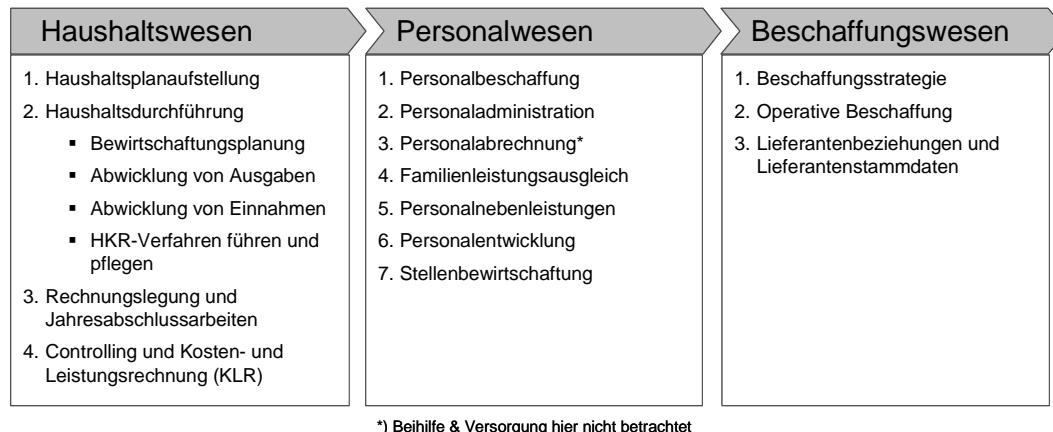 Haushaltswesen
1. Haushaltsplanaufstellung
2. Haushaltsdurchführung
▪ Bewirtschaftungsplanung
▪ Abwicklung von Ausgaben
▪ Abwicklung von Einnahmen
▪ HKR-Verfahren führen und
pflegen
3. Rechnungslegung und
Jahresabschlussarbeiten
4. Controlling und Kosten- und
Leistungsrechnung (KLR)
Personalwesen
1. Personalbeschaffung
2. Personaladministration
3. Personalabrechnung*
4. Familienleistungsausgleich
5. Personalnebenleistungen
6. Personalentwicklung
7. Stellenbewirtschaftung
Beschaffungswesen
1. Beschaffungsstrategie
2. Operative Beschaffung
3. Lieferantenbeziehungen und
Lieferantenstammdaten
*) Beihilfe & Versorgung hier nicht betrachtet